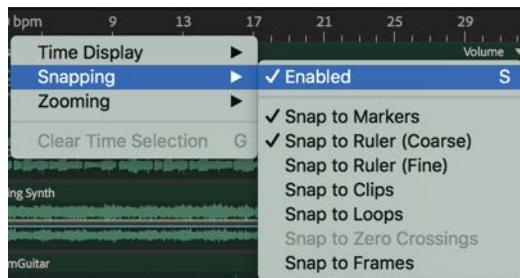 bpm 9 13 17 21 25 29
Volume
Time Display
Snapping
Zooming
Clear Time Selection G
Enabled S
Snap to Markers
Snap to Ruler (Coarse)
Snap to Ruler (Fine)
Snap to Clips
Snap to Loops
Snap to Zero Crossings
Snap to Frames
ng Synth
mGuitar